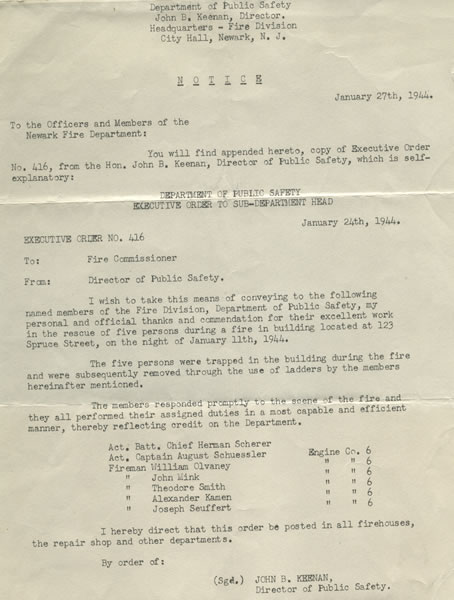 Department of Public Safety
John B. Keenan, Director.
Headquarters - Fire Division
City Hall, Newark, N. J.
N O T I C E
January 27th, 1944.
To the Officers and Members of the
Newark Fire Department:
You will find appended hereto, copy of Executive Order
No. 416, from the Hon. John B. Keenan, Director of Public Safety, which is self-
explanatory:
DEPARTMENT OF PUBLIC SAFETY
EXECUTIVE ORDER TO SUB-DEPARTMENT HEAD
January 24th, 1944.
EXECUTIVE ORDER NO. 416
To: Fire Commissioner
From: Director of Public Safety.
I wish to take this means of conveying to the following
named members of the Fire Division, Department of Public Safety, my
personal and official thanks and commendation for their excellent work
in the rescue of five persons during a fire in building located at 123
Spruce Street, on the night of January 11th, 1944.
The five persons were trapped in the building during the fire
and were subsequently removed through the use of ladders by the members
hereinafter mentioned.
The members responded promptly to the scene of the fire and
they all performed their assigned duties in a most capable and efficient
manner, thereby reflecting credit on the Department.
Act. Batt. Chief Herman Scherer
Act. Captain August Schuessler Engine Co. 6
Fireman William Olvaney " " 6
" John Mink " " 6
" Theodore Smith " " 6
" Alexander Kamen " " 6
" Joseph Seuffert " " 6
I hereby direct that this order be posted in all firehouses,
the repair shop and other departments.
By order of:
(Sgd.) JOHN B. KEENAN,
Director of Public Safety.